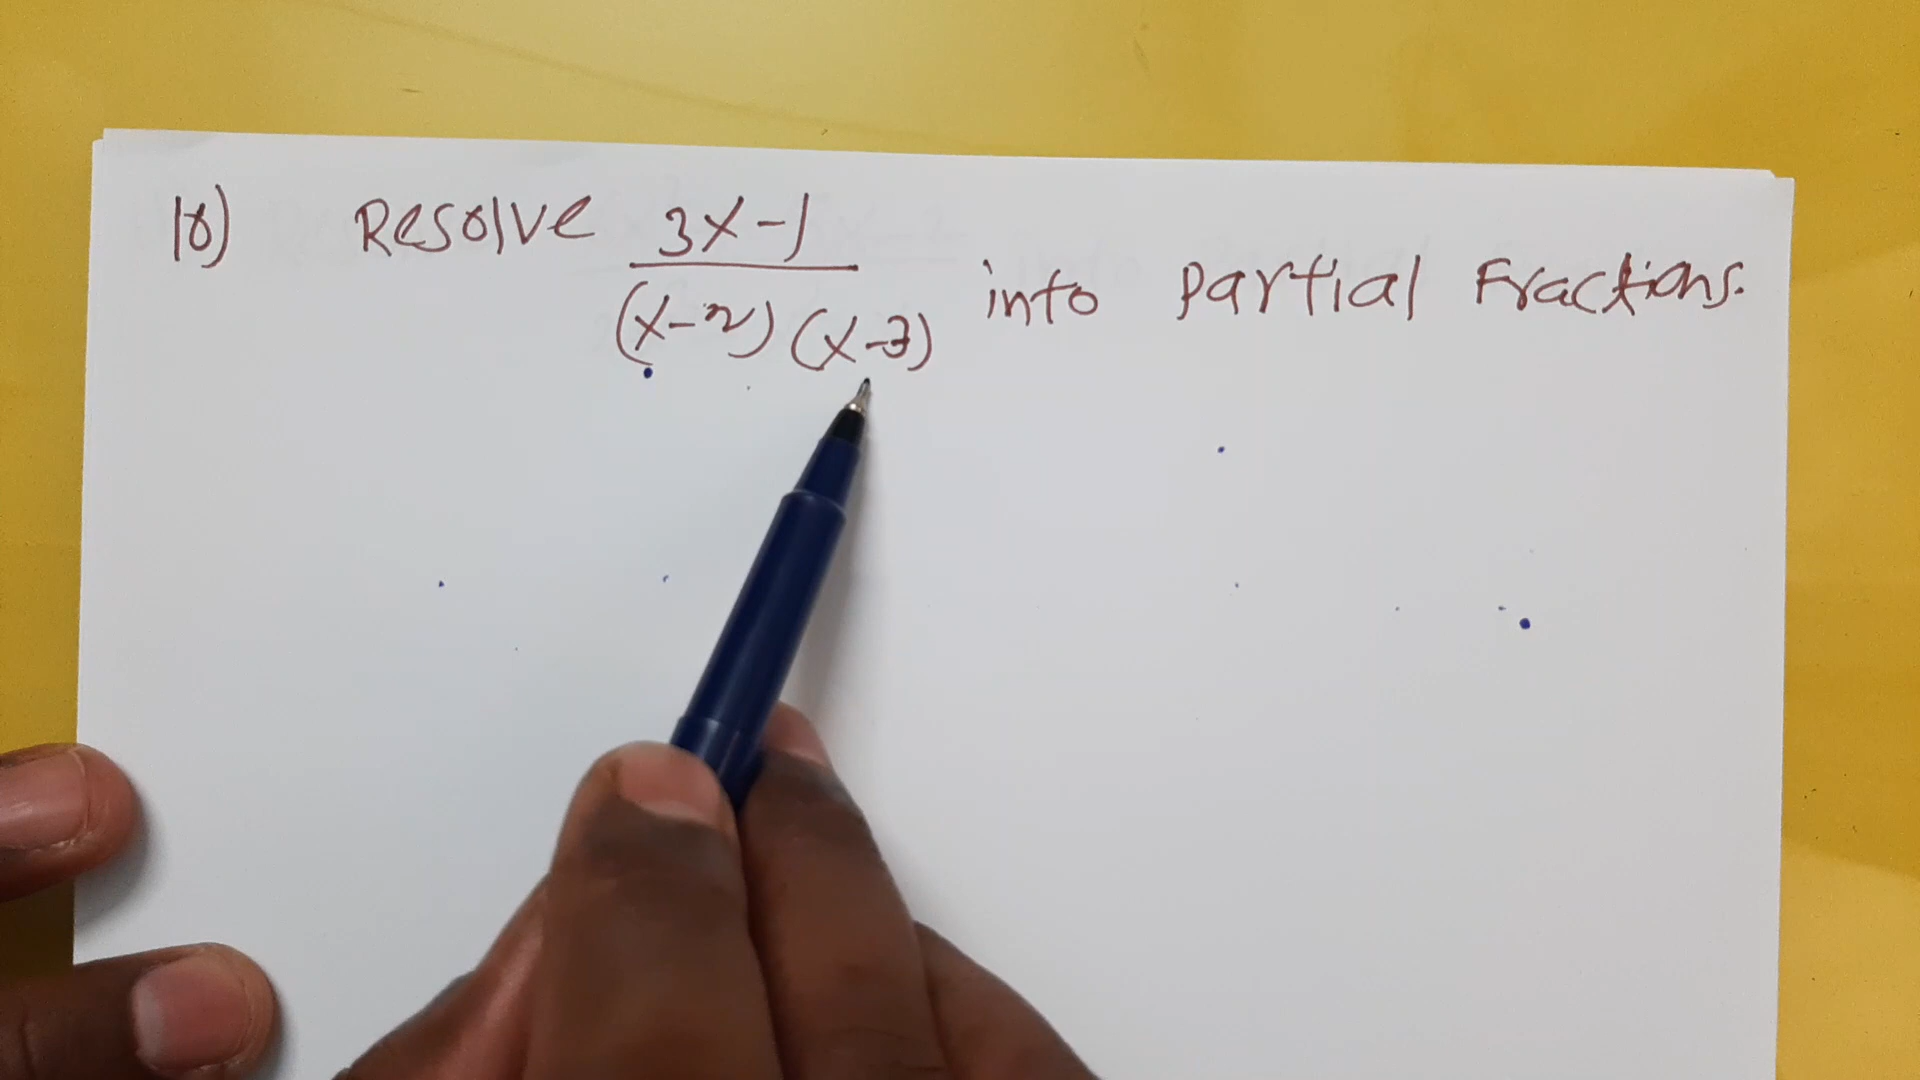 10) Resolve 3x-1 into Partial Fractions.
(x-2) (x-3)